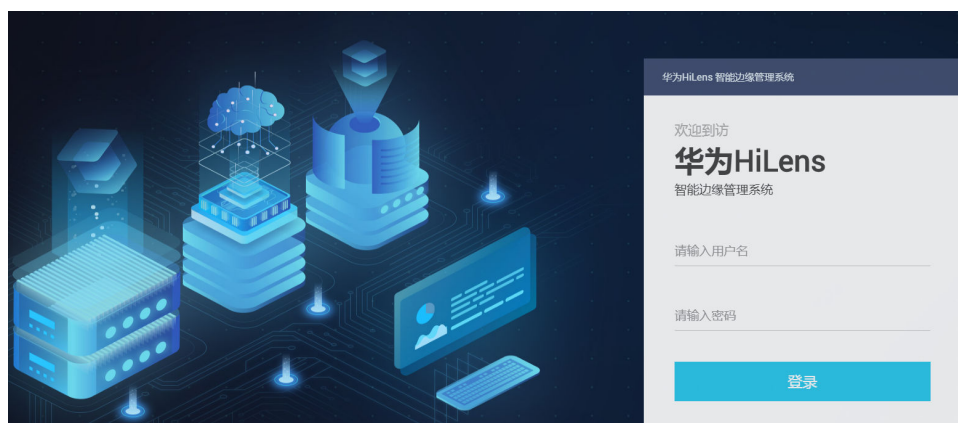 华为HiLens 智能边缘管理系统
欢迎到访
华为HiLens
智能边缘管理系统
请输入用户名
请输入密码
登录